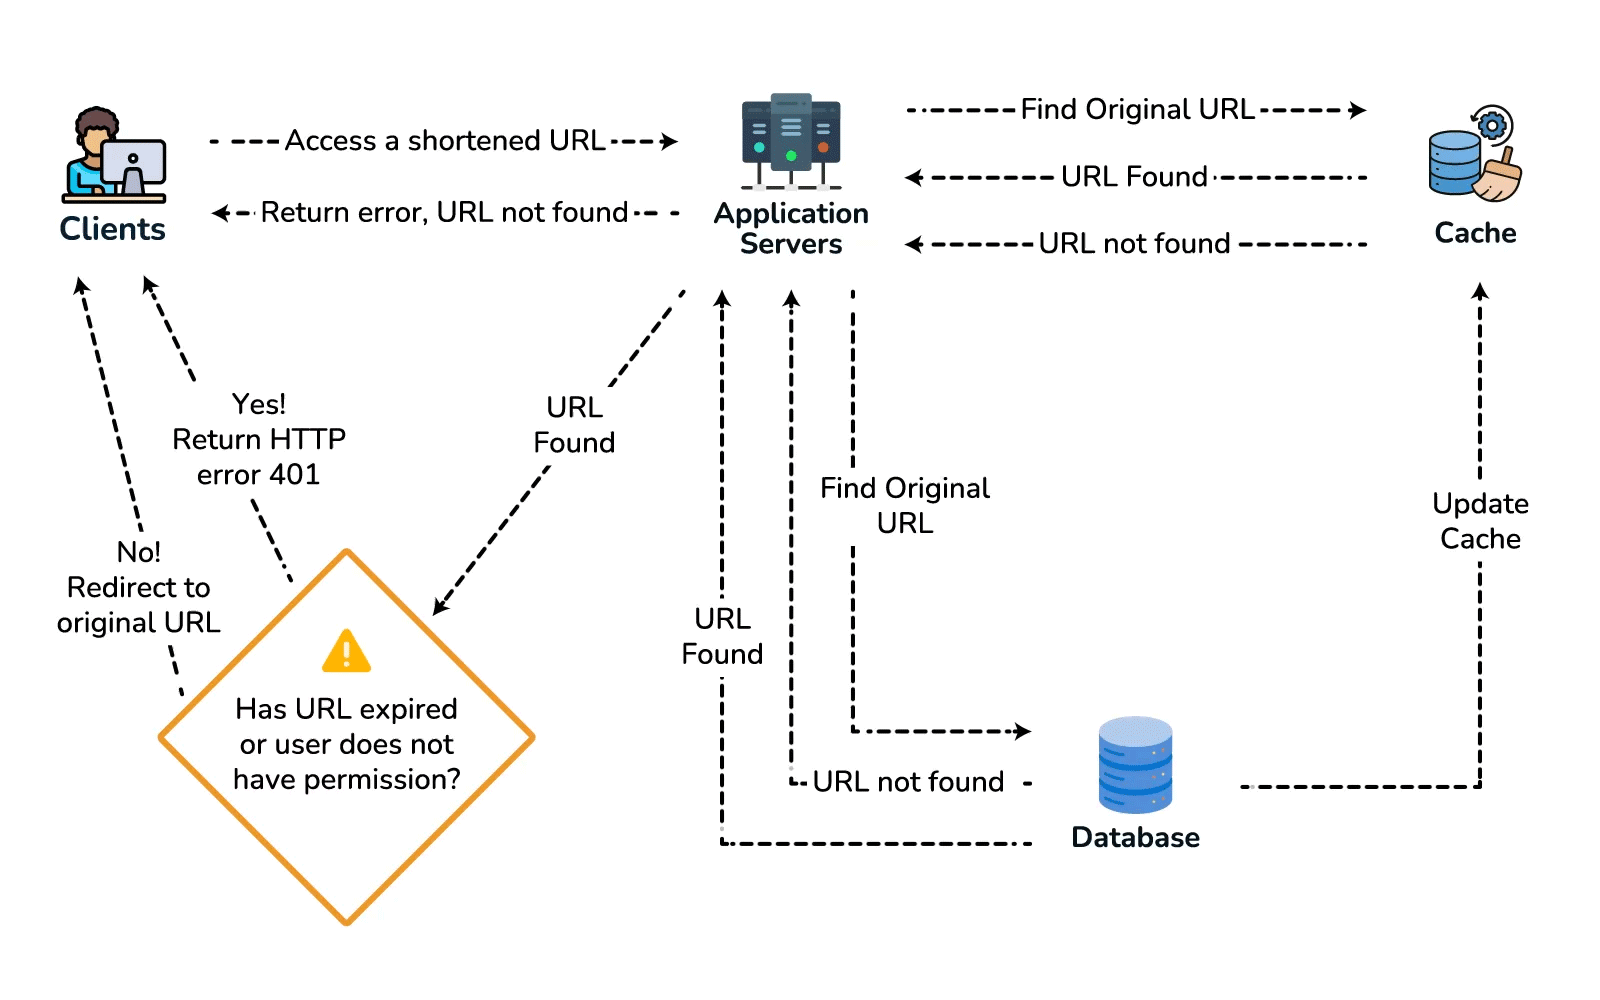 Access a shortened URL
Return error, URL not found
Clients
Application
Servers
Find Original URL
URL Found
URL not found
Cache
Yes!
Return HTTP
error 401
No!
Redirect to
original URL
URL
Found
Has URL expired
or user does not
have permission?
URL
Found
Find Original
URL
URL not found
Database
Update
Cache